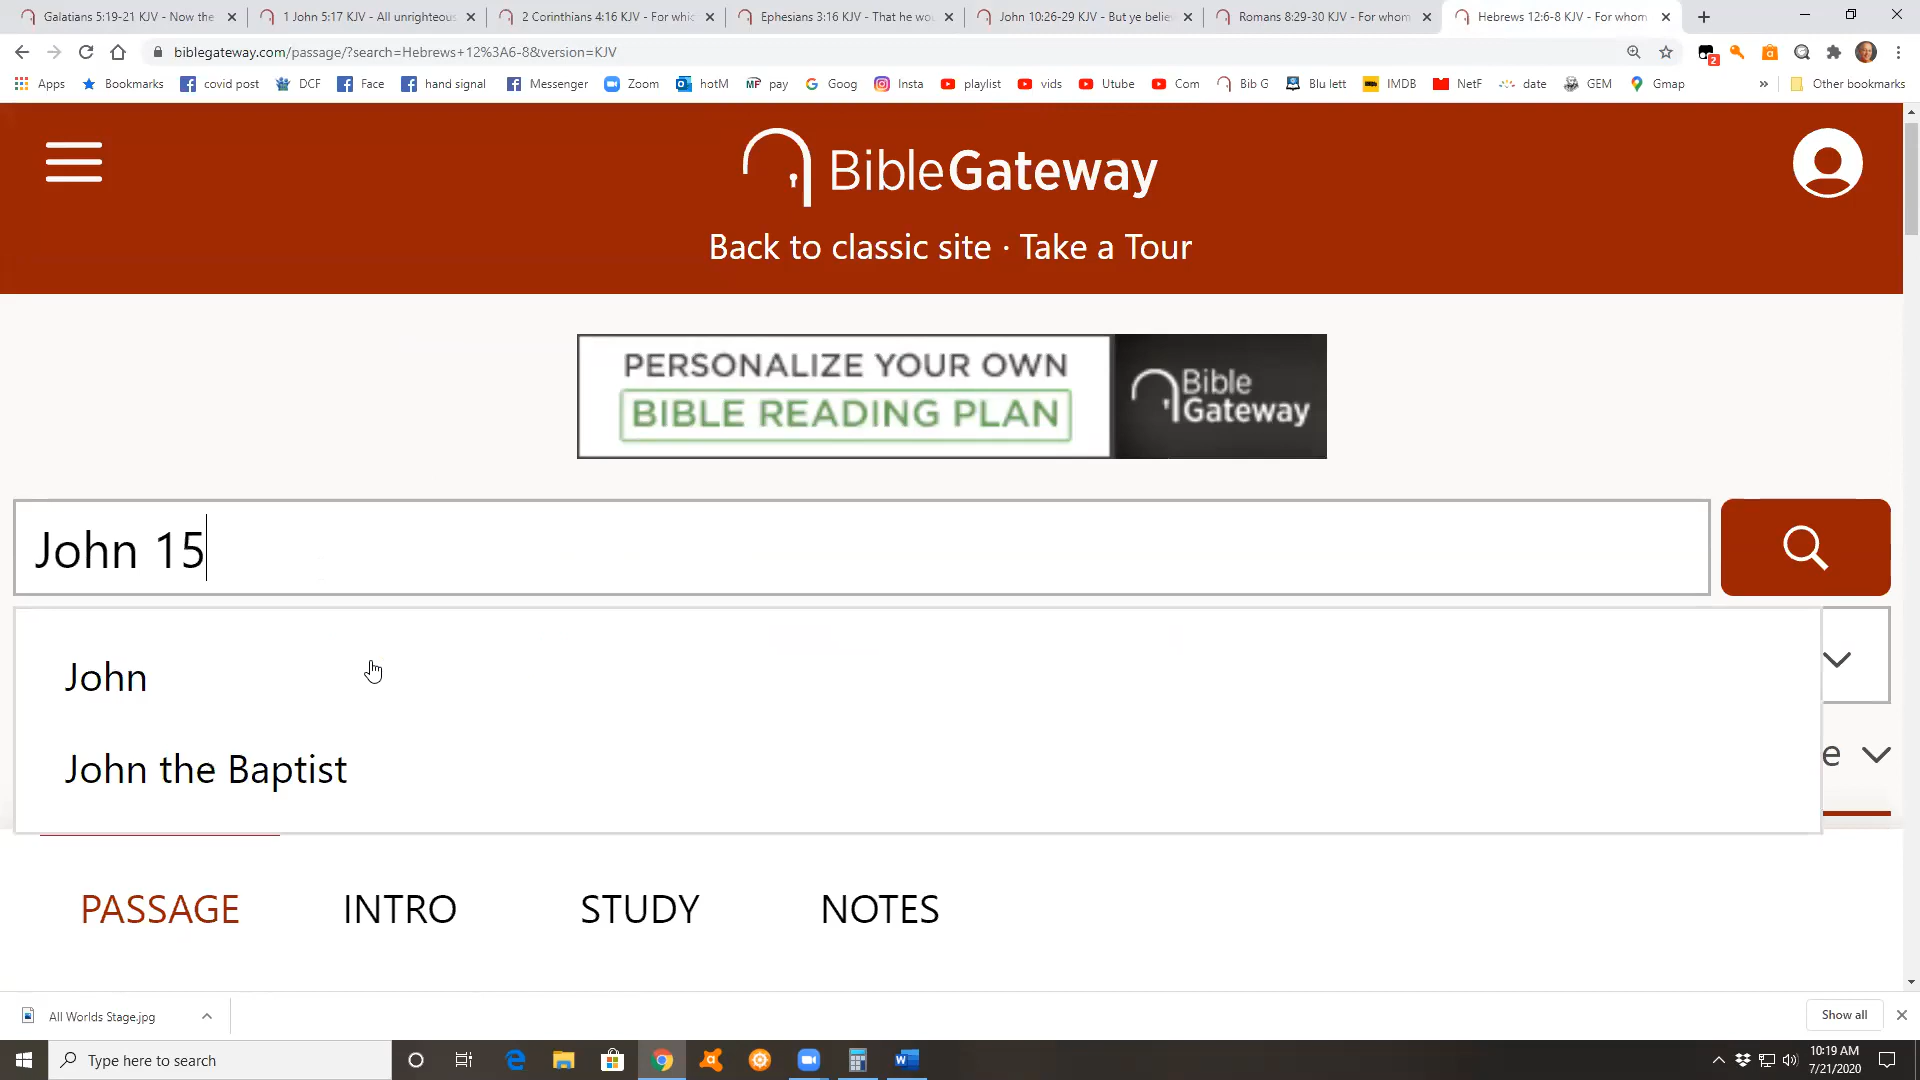 Galatians 5:19-21 KJV - Now the
1 John 5:17 KJV - All unrighteous
2 Corinthians 4:16 KJV - For whic
Ephesians 3:16 KJV - That he wo
John 10:26-29 KJV - But ye belie
Romans 8:29-30 KJV - For whom
Hebrews 12:6-8 KJV - For whom
biblegateway.com/passage/?search=Hebrews+12%3A6-8&version=KJV
2
Apps
Bookmarks
covid post
DCF
Face
hand signal
Messenger
Zoom
hotM
pay
Goog
Insta
playlist
vids
Utube
Com
Bib G
Blu lett
IMDB
NetF
date
GEM
Gmap
»
Other bookmarks
BibleGateway
Back to classic site · Take a Tour
PERSONALIZE YOUR OWN
BIBLE READING PLAN
Bible
Gateway
John 15
John
John the Baptist
e
PASSAGE
INTRO
STUDY
NOTES
All Worlds Stage.jpg
Show all
Type here to search
10:19 AM
7/21/2020